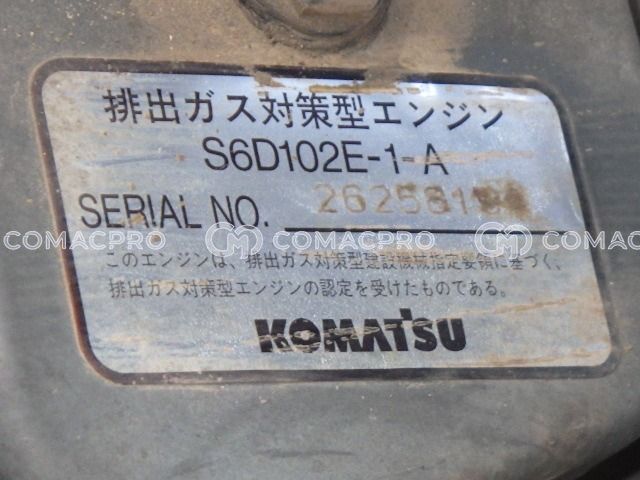 排出ガス対策型エンジン
S6D102E-1-A
SERIAL NO.
COMACPRO COMACPRO COMACPRO
このエンジンは、排出ガス対策型建設機械指定要領に基づく、
排出ガス対策型エンジンの認定を受けたものである。
KOMATSU